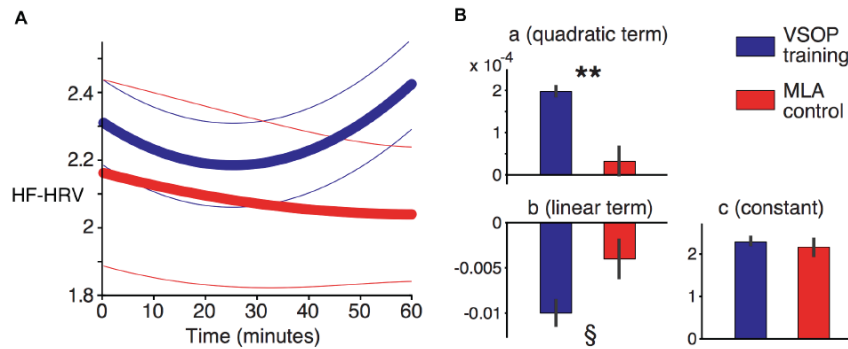 A
HF-HRV
2.4
2.2
2
1.8
0
10
20
30
40
50
60
Time (minutes)
B
a (quadratic term)
x 10-4
2
1
0
**
VSOP
training
MLA
control
b (linear term)
0
-0.005
-0.01
§
c (constant)
2
1
0